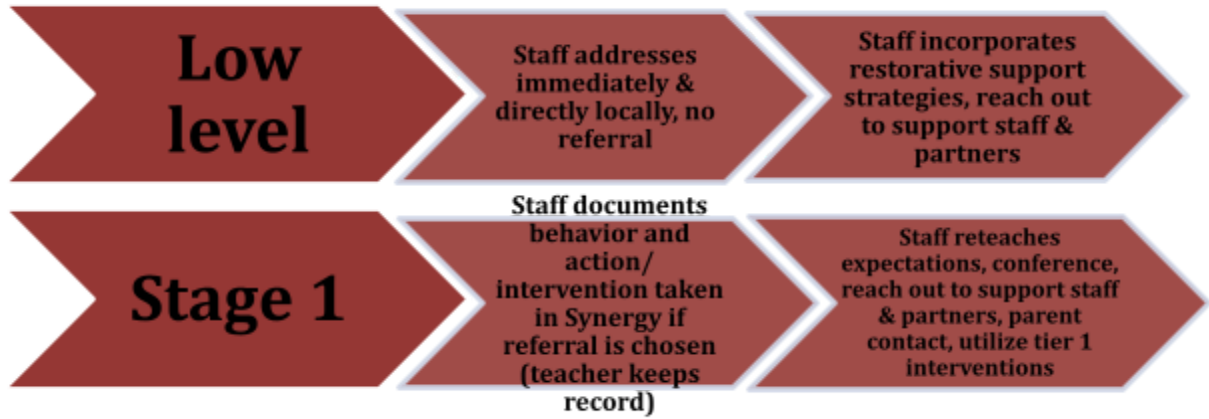 Low
level
Staff addresses
immediately &
directly locally, no
referral
Staff incorporates
restorative support
strategies, reach out
to support staff &
partners
Stage 1
Staff documents
behavior and
action/
intervention taken
in Synergy if
referral is chosen
(teacher keeps
record)
Staff reteaches
expectations, conference,
reach out to support staff
& partners, parent
contact, utilize tier 1
interventions